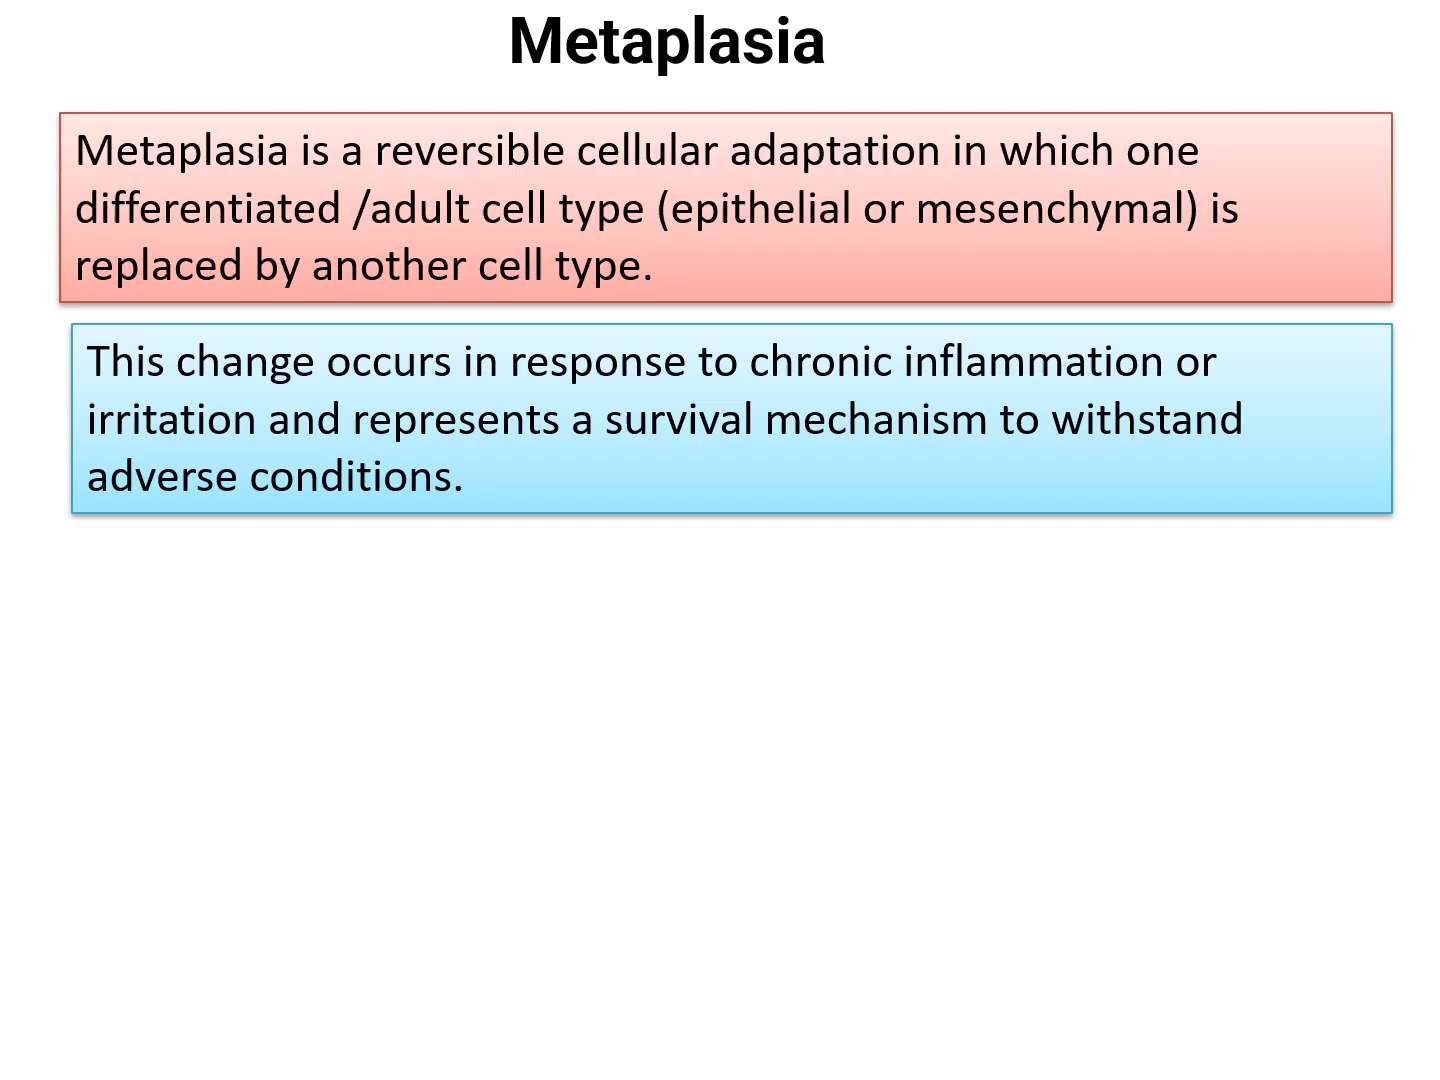 Metaplasia
Metaplasia is a reversible cellular adaptation in which one
differentiated /adult cell type (epithelial or mesenchymal) is
replaced by another cell type.
This change occurs in response to chronic inflammation or
irritation and represents a survival mechanism to withstand
adverse conditions.